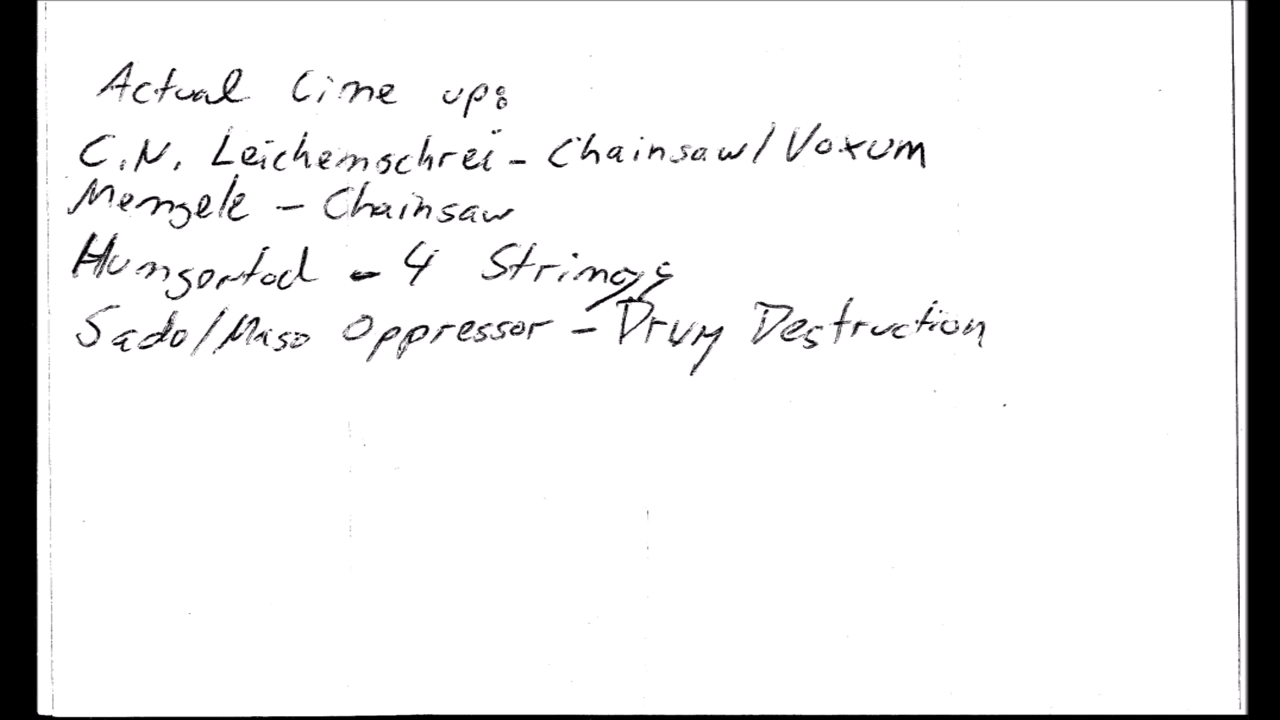 Actual Line up:
C.N. Leichenschrei - Chainsaw/Voxum
Mengele - Chainsaw
Hungertod - 4 Strings
Sado/Maso Oppressor - Drum Destruction